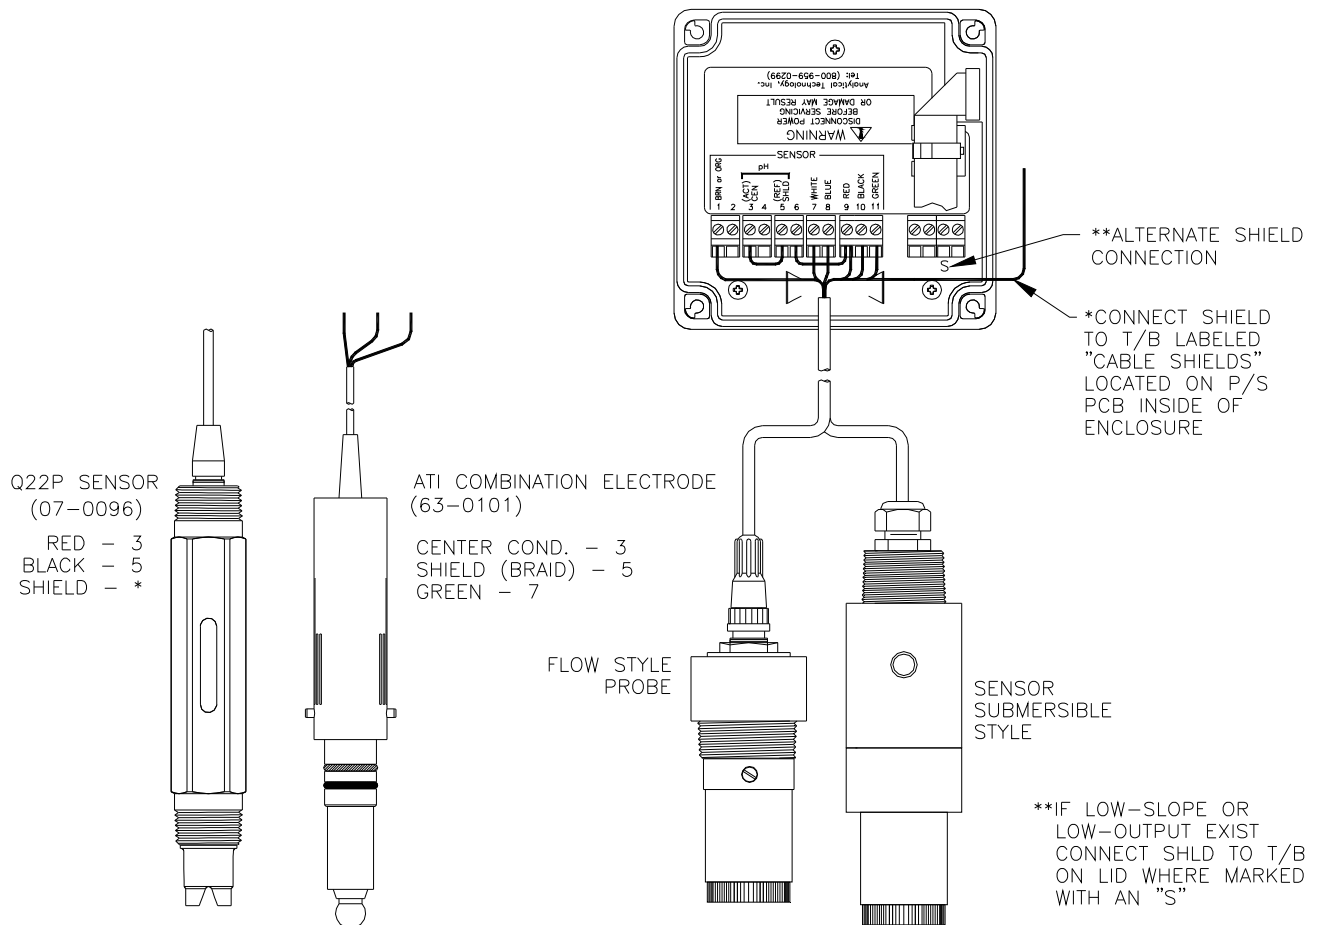 Analytical Technology, Inc.
Tel: (800-959-0299)
WARNING
DISCONNECT POWER
BEFORE SERVICING
OR DAMAGE MAY RESULT
SENSOR
pH
BRN or ORG
(ACT)
CEN
(REF)
SHLD
WHITE
BLUE
RED
BLACK
GREEN
1 2 3 4 5 6 7 8 9 10 11
S
**ALTERNATE SHIELD
CONNECTION
*CONNECT SHIELD
TO T/B LABELED
"CABLE SHIELDS"
LOCATED ON P/S
PCB INSIDE OF
ENCLOSURE
Q22P SENSOR
(07-0096)
RED - 3
BLACK - 5
SHIELD - *
ATI COMBINATION ELECTRODE
(63-0101)
CENTER COND. - 3
SHIELD (BRAID) - 5
GREEN - 7
FLOW STYLE
PROBE
SENSOR
SUBMERSIBLE
STYLE
**IF LOW-SLOPE OR
LOW-OUTPUT EXIST
CONNECT SHLD TO T/B
ON LID WHERE MARKED
WITH AN "S"